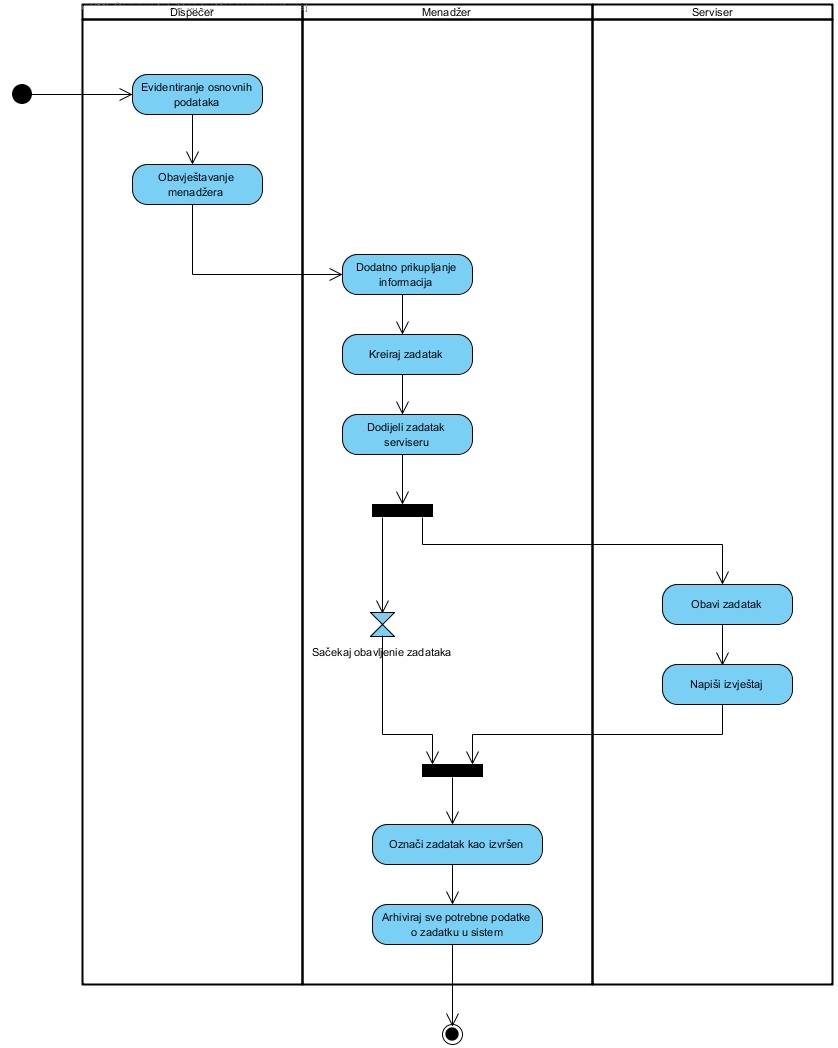 Dispečer
Menadžer
Serviser
Evidentiranje osnovnih
podataka
Obavještavanje
menadžera
Dodatno prikupljanje
informacija
Kreiraj zadatak
Dodijeli zadatak
serviseru
Obavi zadatak
Sačekaj obavljenje zadataka
Napiši izvještaj
Označi zadatak kao izvršen
Arhiviraj sve potrebne podatke
o zadatku u sistem